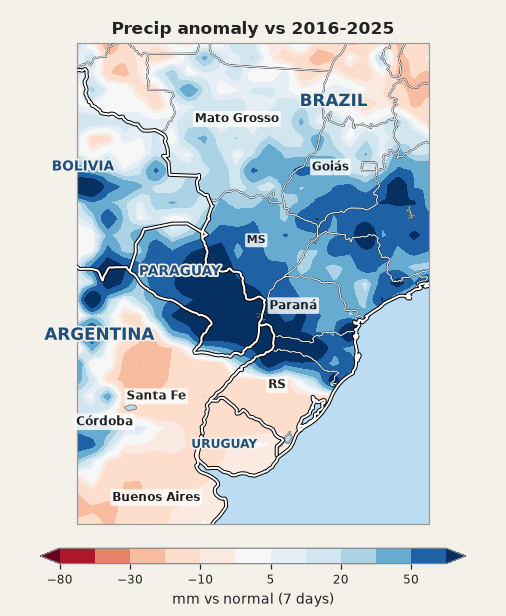 Precip anomaly vs 2016-2025
BRAZIL
Mato Grosso
BOLIVIA
Goiás
MS
PARAGUAY
Paraná
ARGENTINA
RS
Santa Fe
Córdoba
URUGUAY
Buenos Aires
−80 −30 −10 5 20 50
mm vs normal (7 days)